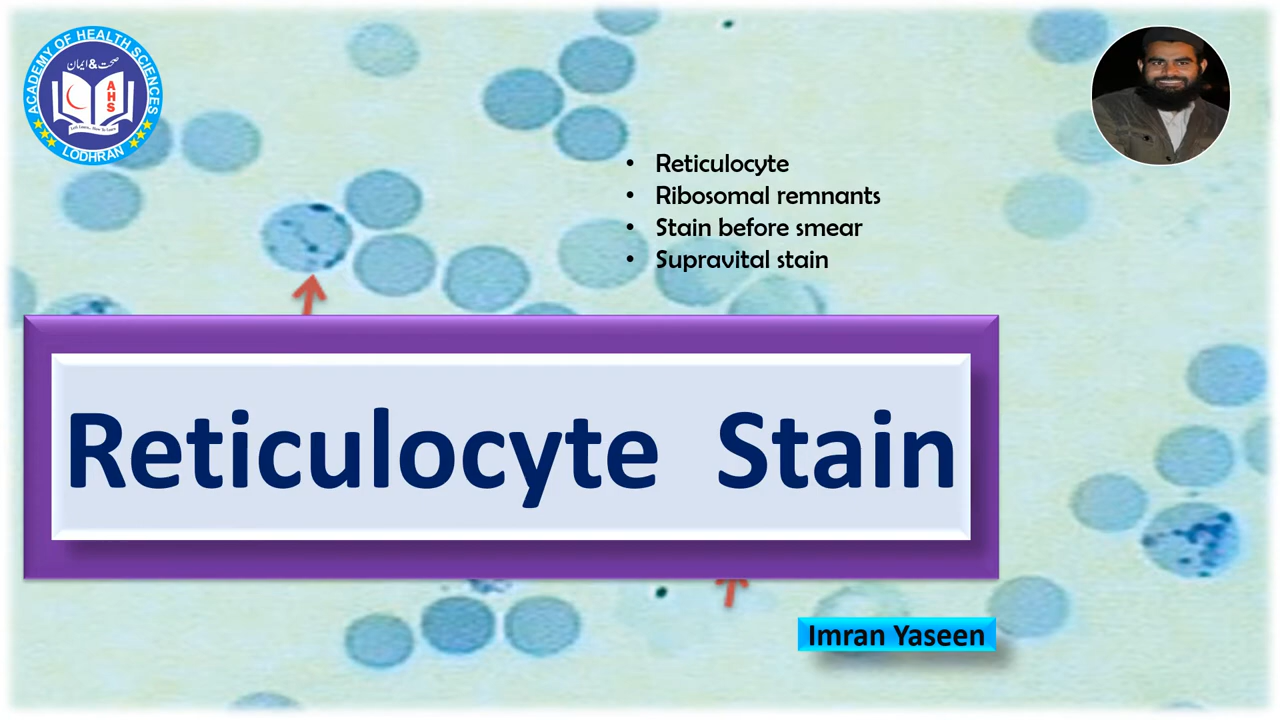 ACADEMY OF HEALTH SCIENCES
صحت & ایمان
AHS
LODHRAN
• Reticulocyte
• Ribosomal remnants
• Stain before smear
• Supravital stain
Reticulocyte Stain
Imran Yaseen